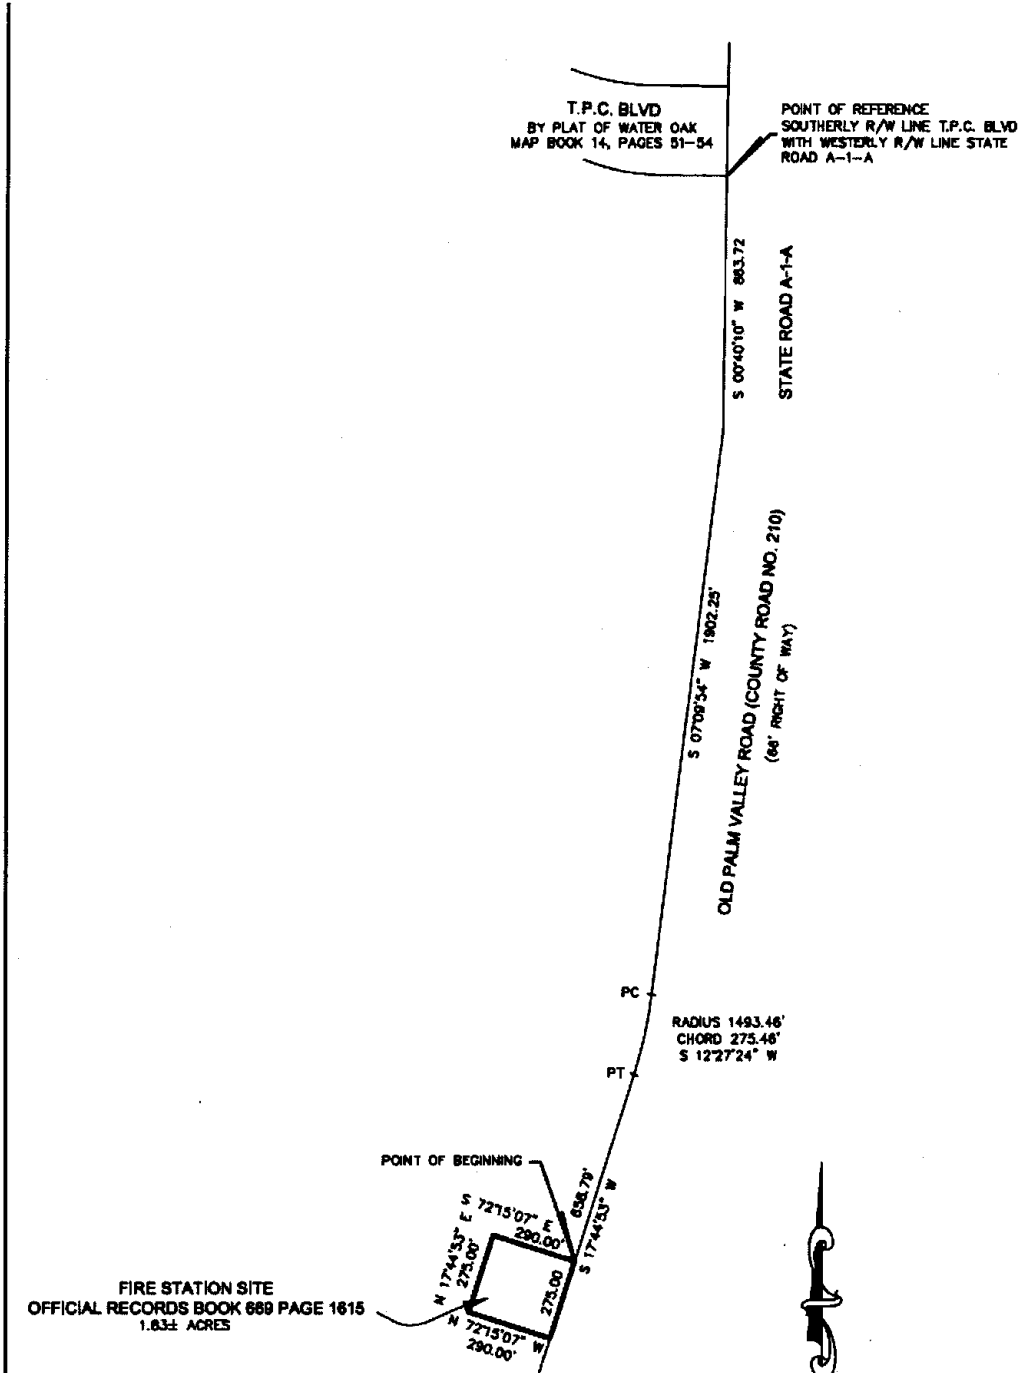 T.P.C. BLVD
BY PLAT OF WATER OAK
MAP BOOK 14, PAGES 51-54
POINT OF REFERENCE
SOUTHERLY R/W LINE T.P.C. BLVD
WITH WESTERLY R/W LINE STATE
ROAD A-1-A
S 00°40'10" W 863.72
STATE ROAD A-1-A
S 07°09'54" W 1902.25'
OLD PALM VALLEY ROAD (COUNTY ROAD NO. 210)
(66' RIGHT OF WAY)
PC
RADIUS 1493.46'
CHORD 275.46'
S 12°27'24" W
PT
POINT OF BEGINNING
658.79'
S 17°44'53" W
S 72°15'07" E
290.00'
N 17°44'53" E
275.00'
275.00
N 72°15'07" W
290.00'
FIRE STATION SITE
OFFICIAL RECORDS BOOK 669 PAGE 1615
1.83± ACRES